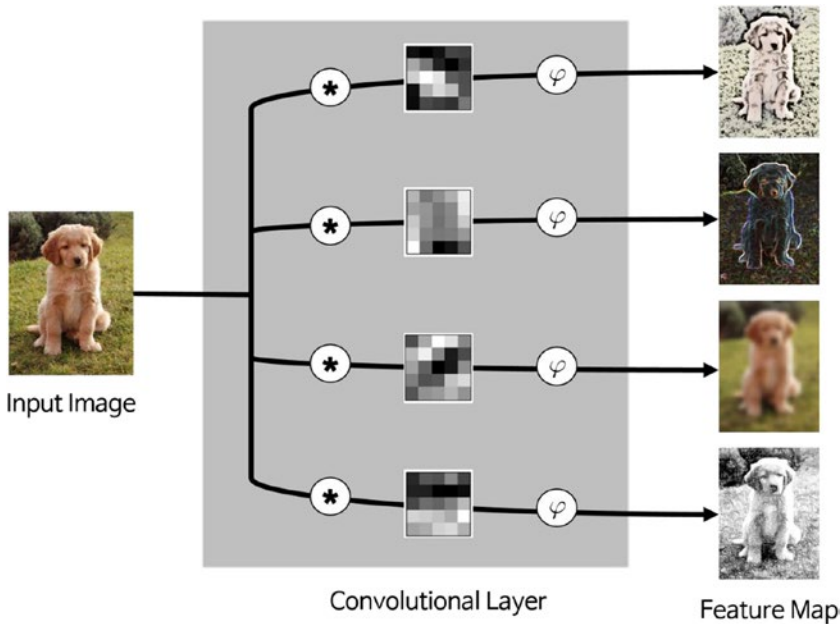 * φ
* φ
* φ
* φ
Input Image
Convolutional Layer
Feature Map